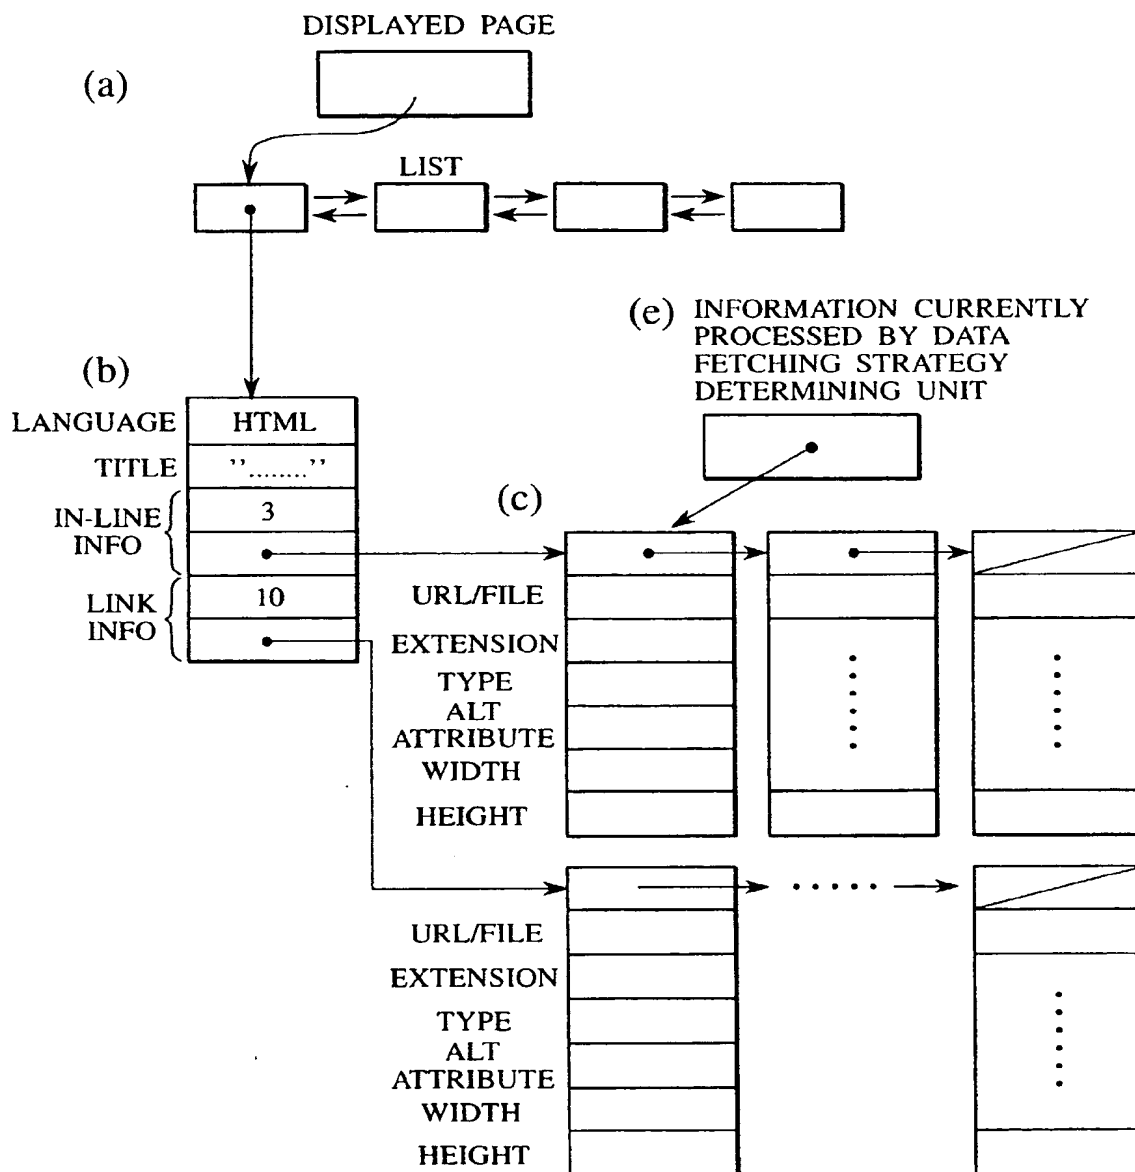 DISPLAYED PAGE
(a)
LIST
(e) INFORMATION CURRENTLY
PROCESSED BY DATA
FETCHING STRATEGY
DETERMINING UNIT
(b)
LANGUAGE HTML
TITLE ”........”
IN-LINE
INFO
3
LINK
INFO
10
(c)
URL/FILE
EXTENSION
TYPE
ALT
ATTRIBUTE
WIDTH
HEIGHT
URL/FILE
EXTENSION
TYPE
ALT
ATTRIBUTE
WIDTH
HEIGHT